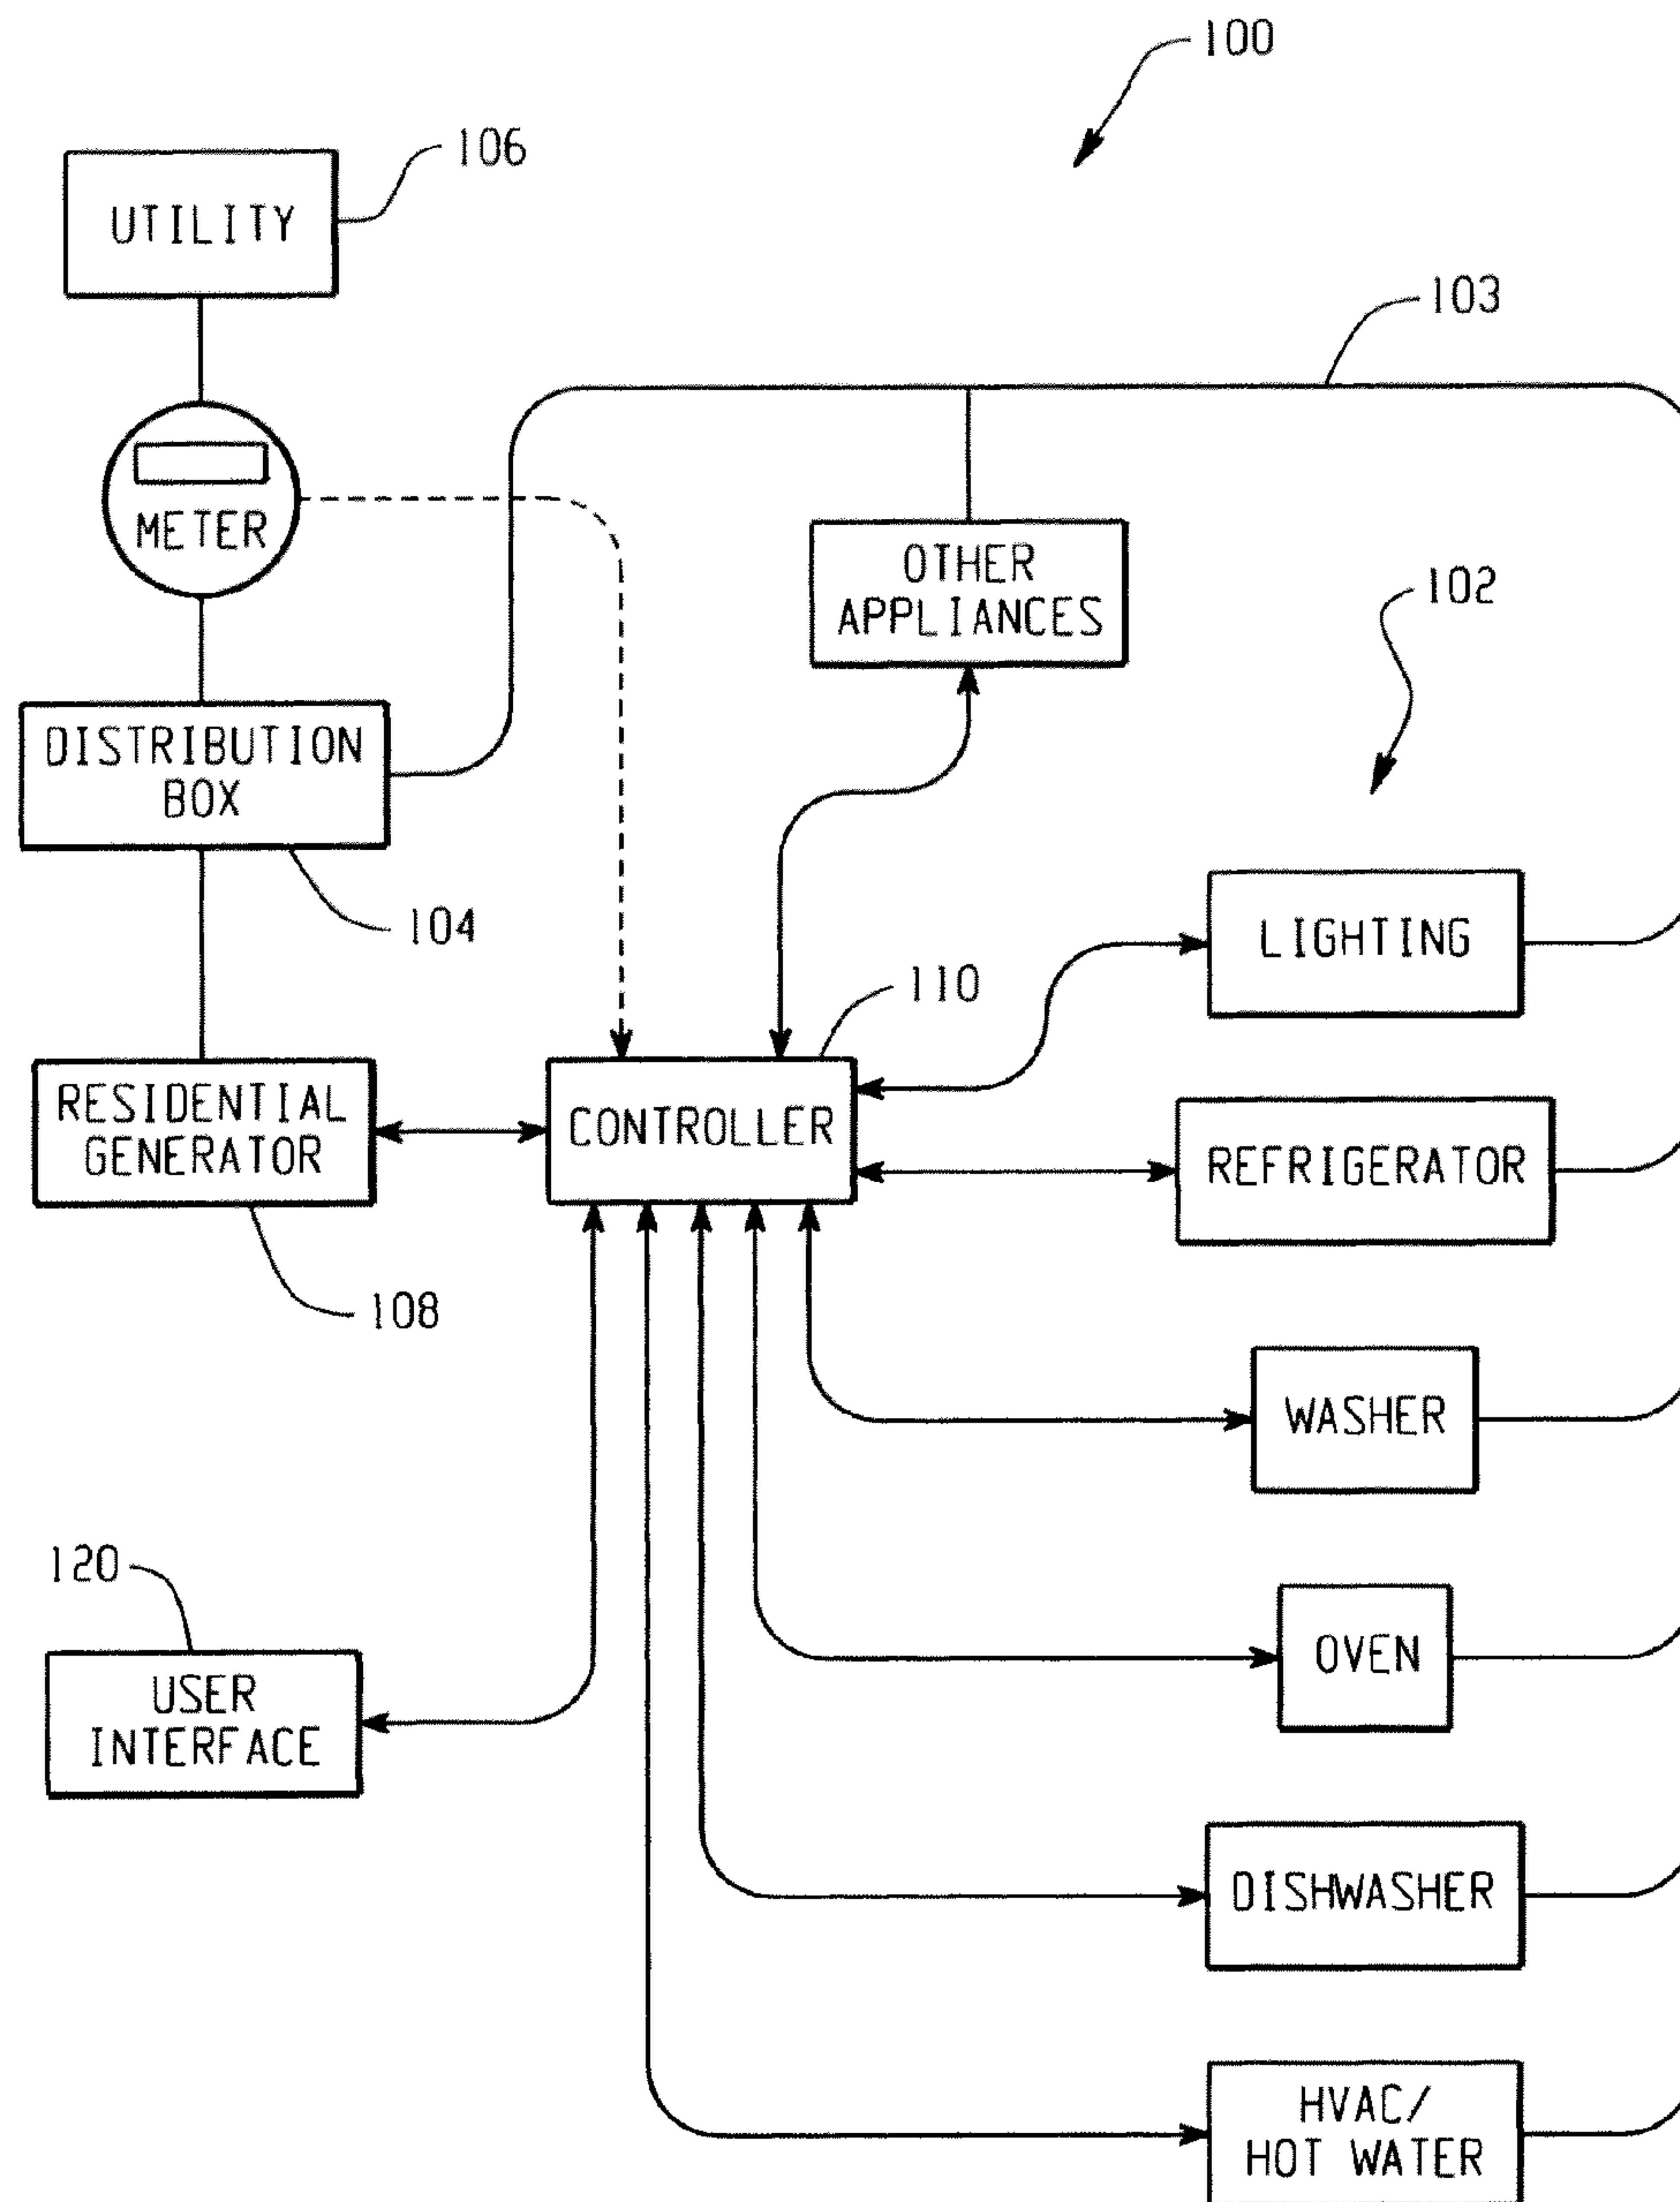 100
106
UTILITY
103
METER
OTHER
APPLIANCES
102
DISTRIBUTION
BOX
104
LIGHTING
110
RESIDENTIAL
GENERATOR
CONTROLLER
REFRIGERATOR
108
WASHER
120
OVEN
USER
INTERFACE
DISHWASHER
HVAC/
HOT WATER